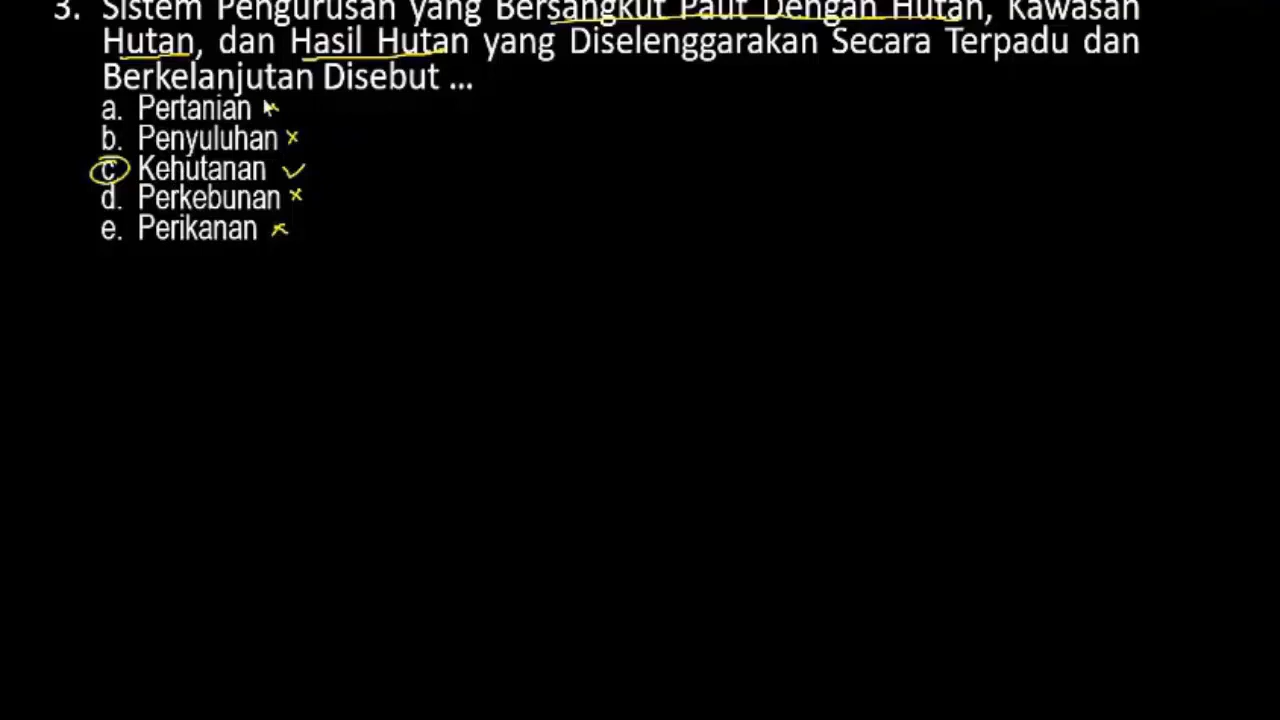 3. Sistem Pengurusan yang Bersangkut Paut Dengan Hutan, Kawasan
Hutan, dan Hasil Hutan yang Diselenggarakan Secara Terpadu dan
Berkelanjutan Disebut ...
a. Pertanian
b. Penyuluhan
c. Kehutanan
d. Perkebunan
e. Perikanan